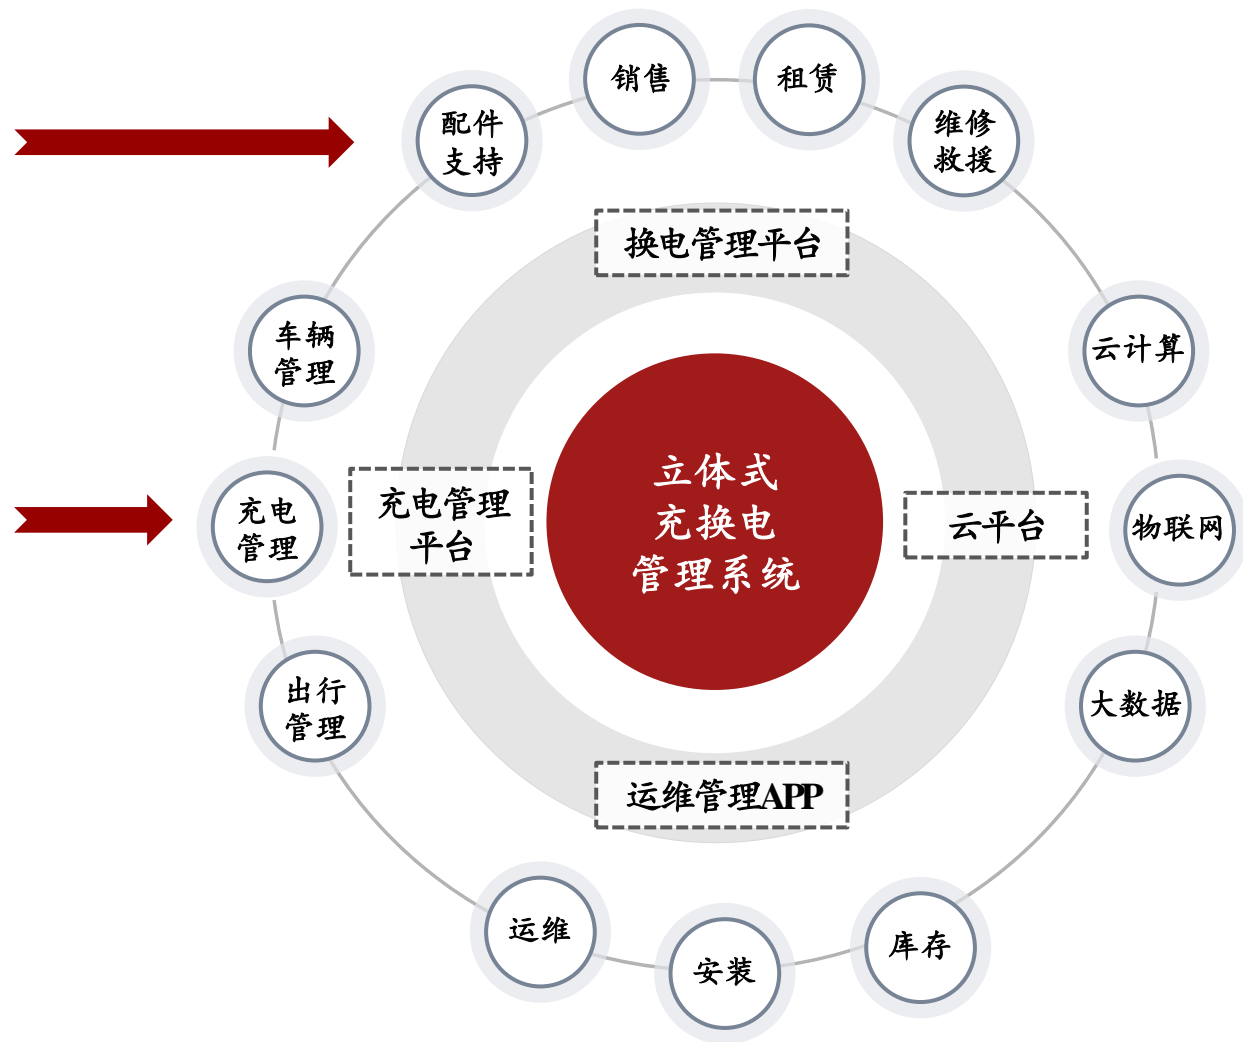 销售
租赁
配件
支持
维修
救援
换电管理平台
车辆
管理
云计算
立体式
充换电
管理系统
充电管理
平台
云平台
充电
管理
物联网
出行
管理
大数据
运维管理APP
运维
安装
库存